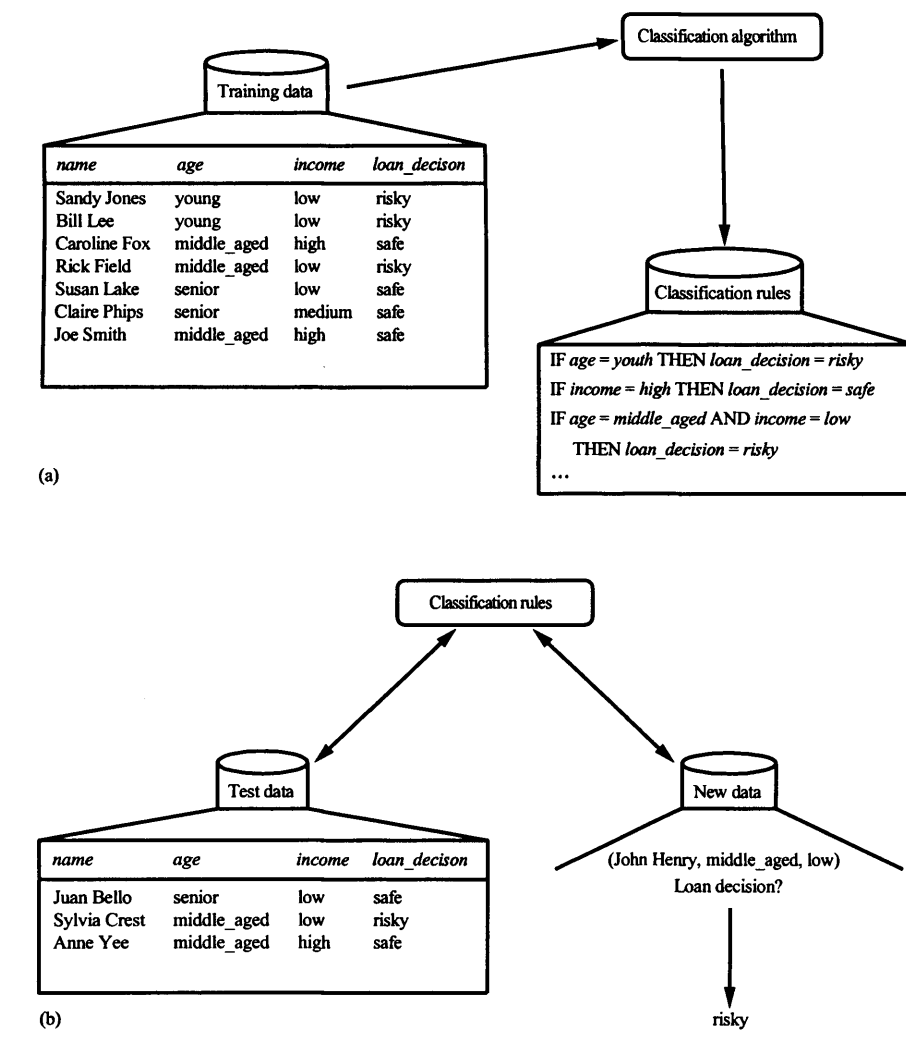 Classification algorithm
Training data
name age income loan_decison
Sandy Jones young low risky
Bill Lee young low risky
Caroline Fox middle_aged high safe
Rick Field middle_aged low risky
Susan Lake senior low safe
Claire Phips senior medium safe
Joe Smith middle_aged high safe
Classification rules
IF age = youth THEN loan_decision = risky
IF income = high THEN loan_decision = safe
IF age = middle_aged AND income = low
THEN loan_decision = risky
...
(a)
Classification rules
Test data
name age income loan_decison
Juan Bello senior low safe
Sylvia Crest middle_aged low risky
Anne Yee middle_aged high safe
New data
(John Henry, middle_aged, low)
Loan decision?
risky
(b)